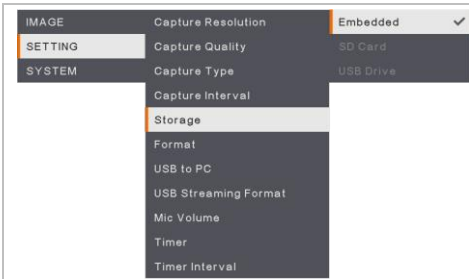 IMAGE
SETTING
SYSTEM
Capture Resolution
Capture Quality
Capture Type
Capture Interval
Storage
Format
USB to PC
USB Streaming Format
Mic Volume
Timer
Timer Interval
Embedded
SD Card
USB Drive